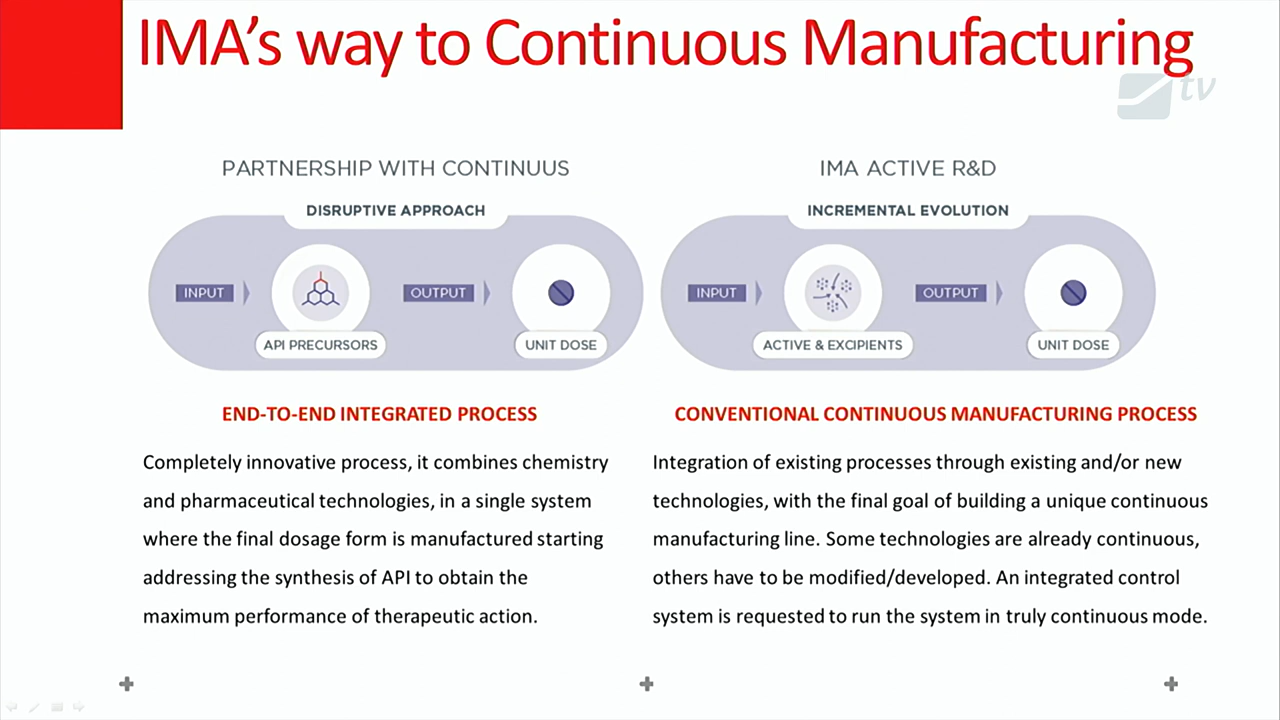 IMA's way to Continuous Manufacturing
tv
PARTNERSHIP WITH CONTINUUS
DISRUPTIVE APPROACH
INPUT
API PRECURSORS
OUTPUT
UNIT DOSE
END-TO-END INTEGRATED PROCESS
Completely innovative process, it combines chemistry
and pharmaceutical technologies, in a single system
where the final dosage form is manufactured starting
addressing the synthesis of API to obtain the
maximum performance of therapeutic action.
IMA ACTIVE R&D
INCREMENTAL EVOLUTION
INPUT
ACTIVE & EXCIPIENTS
OUTPUT
UNIT DOSE
CONVENTIONAL CONTINUOUS MANUFACTURING PROCESS
Integration of existing processes through existing and/or new
technologies, with the final goal of building a unique continuous
manufacturing line. Some technologies are already continuous,
others have to be modified/developed. An integrated control
system is requested to run the system in truly continuous mode.